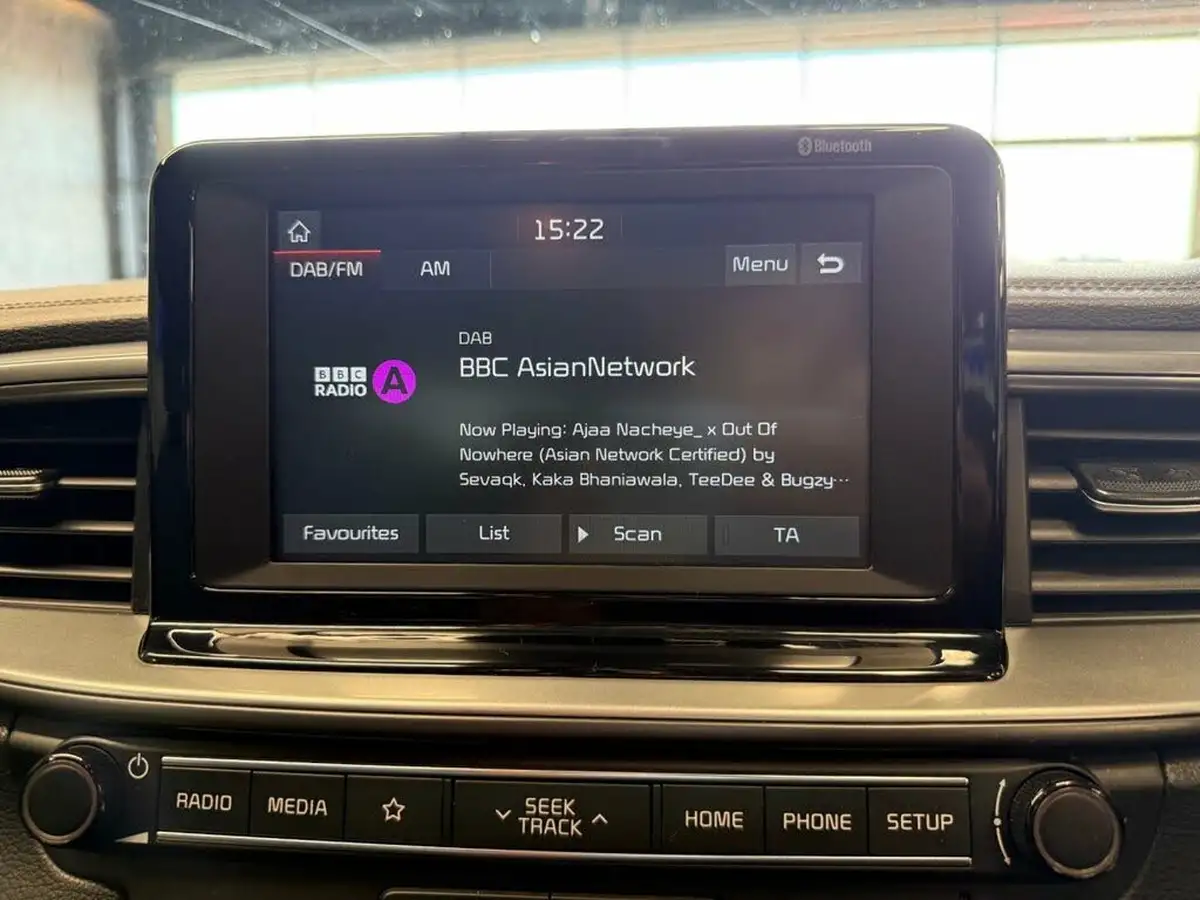 Bluetooth
15:22
DAB/FM
AM
Menu
DAB
BBC AsianNetwork
BBC
RADIO
A
Now Playing: Ajaa Nacheye_ x Out Of
Nowhere (Asian Network Certified) by
Sevaqk, Kaka Bhaniawala, TeeDee & Bugzy···
Favourites
List
Scan
TA
RADIO
MEDIA
SEEK
TRACK
HOME
PHONE
SETUP